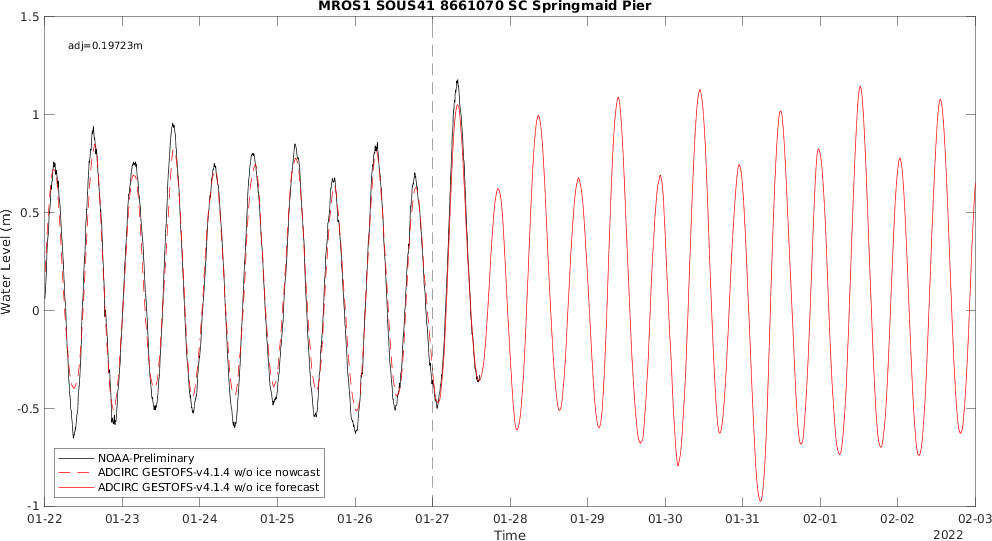 MROS1 SOUS41 8661070 SC Springmaid Pier
adj=0.19723m
1.5
1
0.5
0
-0.5
-1
Water Level (m)
NOAA-Preliminary
ADCIRC GESTOFS-v4.1.4 w/o ice nowcast
ADCIRC GESTOFS-v4.1.4 w/o ice forecast
01-22 01-23 01-24 01-25 01-26 01-27 01-28 01-29 01-30 01-31 02-01 02-02 02-03
Time
2022